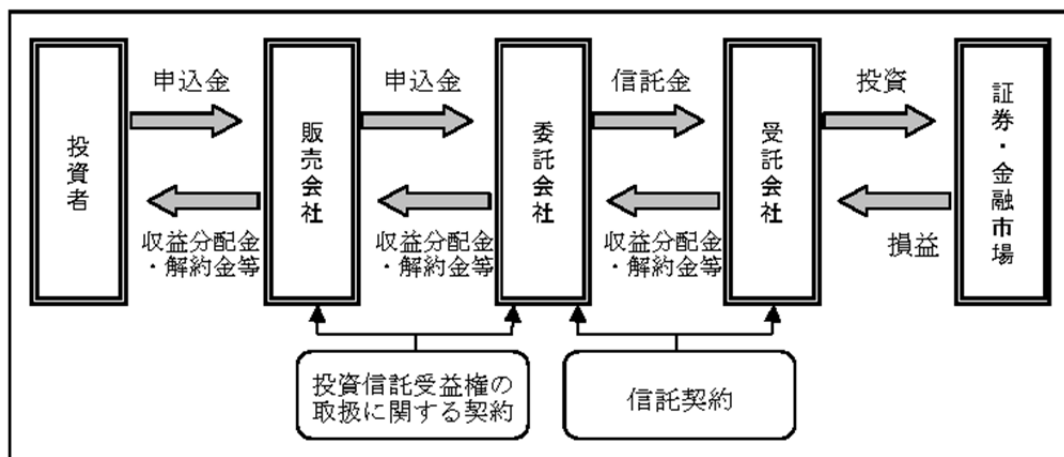 申込金
申込金
信託金
投資
投資者
販売会社
委託会社
受託会社
証券・金融市場
収益分配金
・解約金等
収益分配金
・解約金等
収益分配金
・解約金等
損益
投資信託受益権の
取扱に関する契約
信託契約